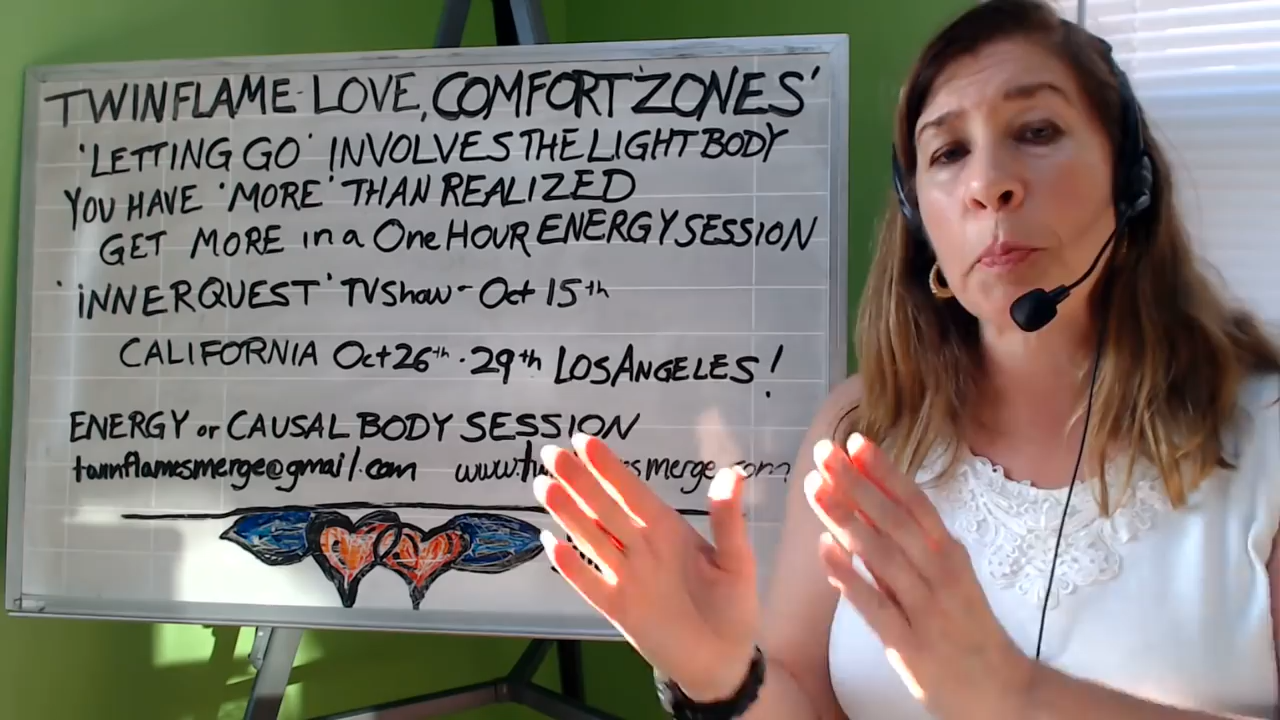 TWINFLAME-LOVE, COMFORT 'ZONES'
'LETTING GO' INVOLVES THE LIGHT BODY
YOU HAVE 'MORE' THAN REALIZED
GET MORE in a One HOUR ENERGY SESSION
'INNERQUEST' TV Show - Oct 15th
CALIFORNIA Oct 26th - 29th LOS ANGELES!
ENERGY or CAUSAL BODY SESSION
twinflamesmerge@gmail.com